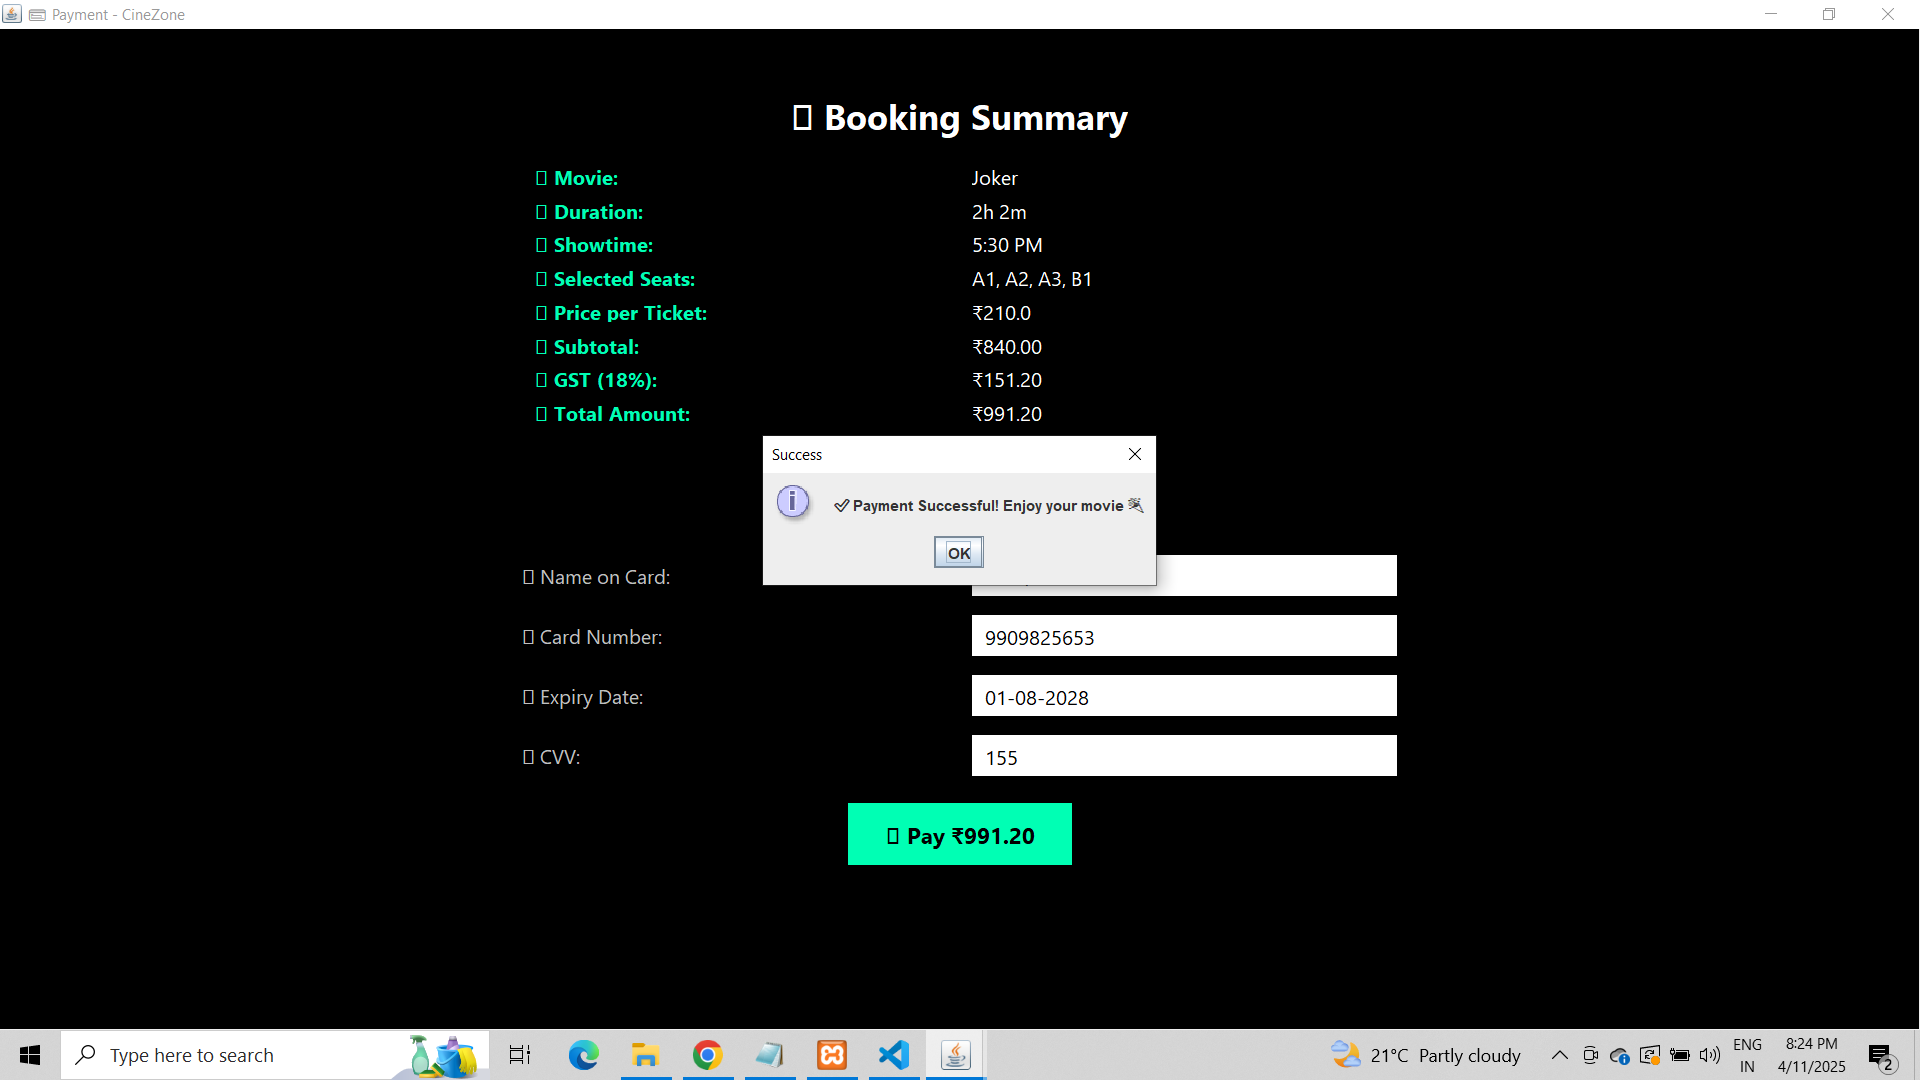 Payment - CineZone
Booking Summary
Movie: Joker
Duration: 2h 2m
Showtime: 5:30 PM
Selected Seats: A1, A2, A3, B1
Price per Ticket: ₹210.0
Subtotal: ₹840.00
GST (18%): ₹151.20
Total Amount: ₹991.20
Success
Payment Successful! Enjoy your movie
OK
Name on Card:
Card Number: 9909825653
Expiry Date: 01-08-2028
CVV: 155
Pay ₹991.20
Type here to search
21°C Partly cloudy
ENG
IN
8:24 PM
4/11/2025
2